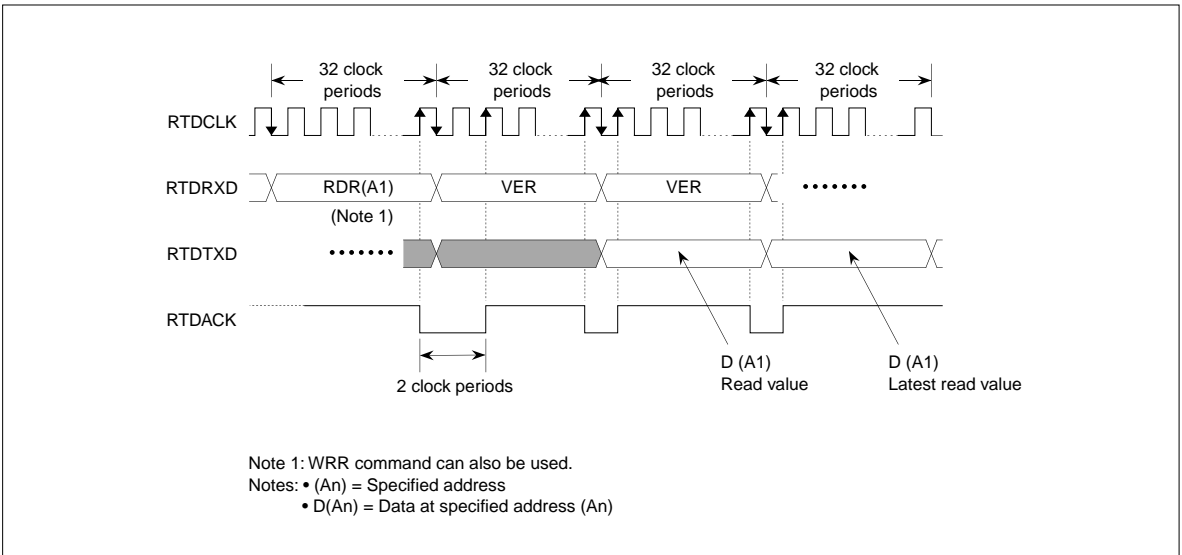 32 clock periods
32 clock periods
32 clock periods
32 clock periods
RTDCLK
RTDRXD
RDR(A1)
VER
VER
•••••••
(Note 1)
RTDTXD
•••••••
RTDACK
2 clock periods
D (A1)
Read value
D (A1)
Latest read value
Note 1: WRR command can also be used.
Notes: • (An) = Specified address
• D(An) = Data at specified address (An)